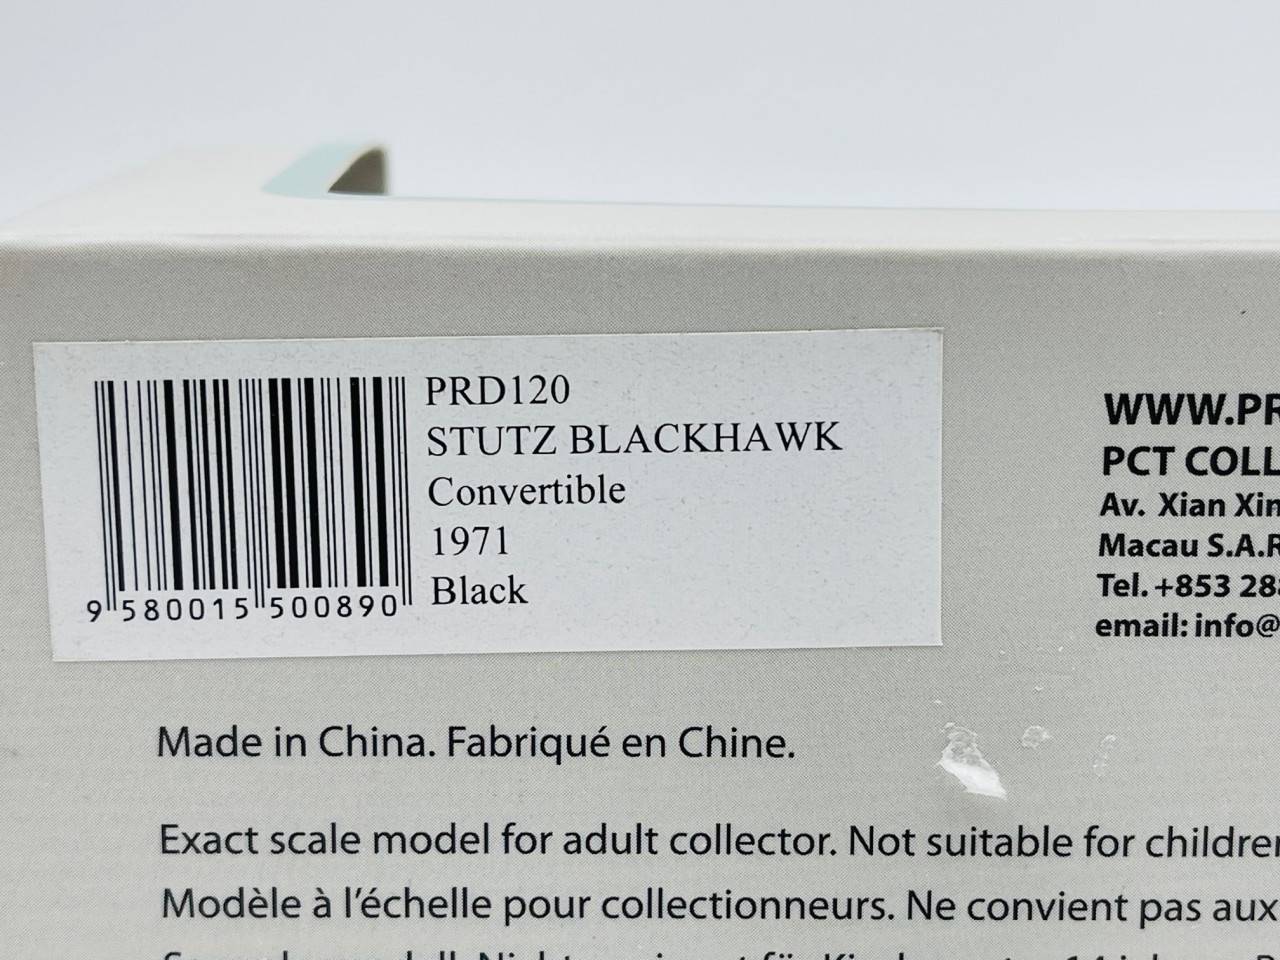 PRD120
STUTZ BLACKHAWK
Convertible
1971
Black
9 580015 500890
WWW.PR
PCT COLL
Av. Xian Xin
Macau S.A.R
Tel. +853 28
email: info@
Made in China. Fabriqué en Chine.
Exact scale model for adult collector. Not suitable for children
Modèle à l'échelle pour collectionneurs. Ne convient pas aux